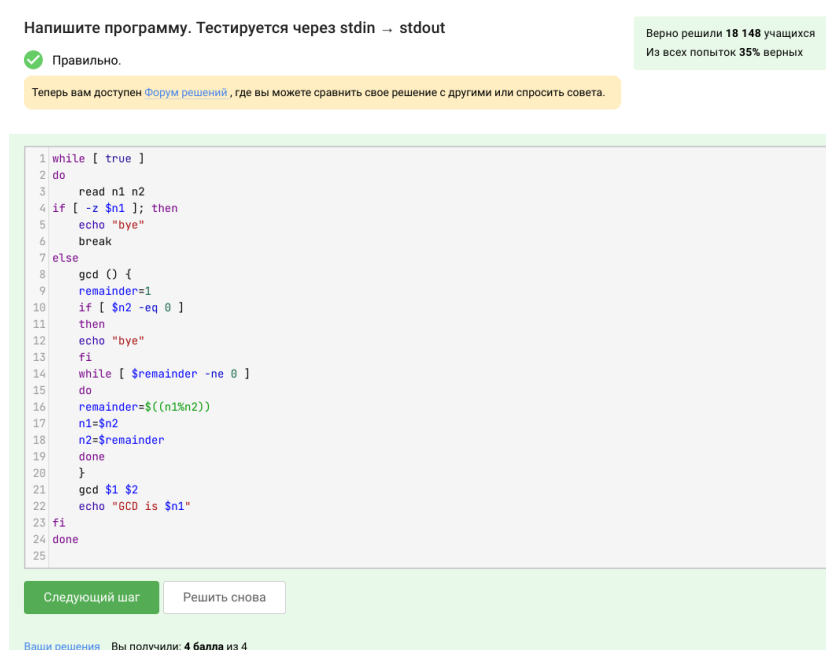 Напишите программу. Тестируется через stdin → stdout
Верно решили 18 148 учащихся
Из всех попыток 35% верных
Правильно.
Теперь вам доступен Форум решений , где вы можете сравнить свое решение с другими или спросить совета.
1 while [ true ]
2 do
3     read n1 n2
4 if [ -z $n1 ]; then
5     echo "bye"
6     break
7 else
8     gcd () {
9     remainder=1
10     if [ $n2 -eq 0 ]
11     then
12     echo "bye"
13     fi
14     while [ $remainder -ne 0 ]
15     do
16     remainder=$((n1%n2))
17     n1=$n2
18     n2=$remainder
19     done
20     }
21     gcd $1 $2
22     echo "GCD is $n1"
23 fi
24 done
25
Следующий шаг
Решить снова
Ваши решения Вы получили: 4 балла из 4